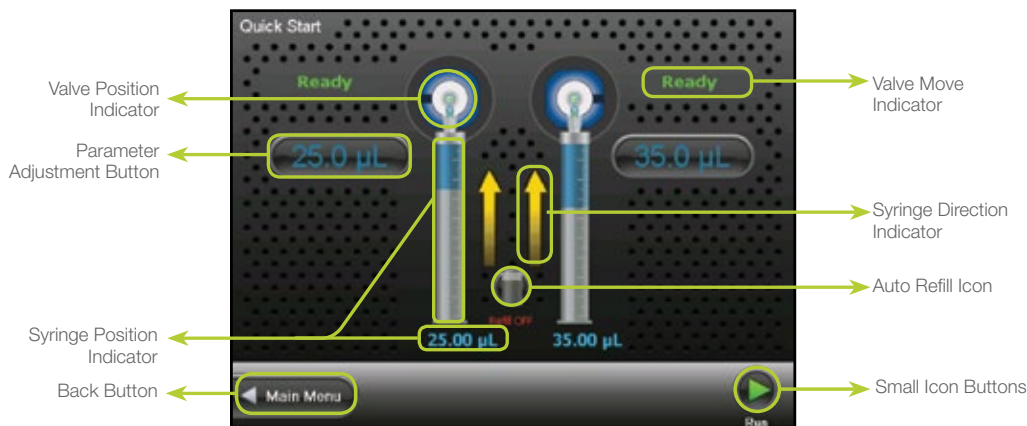 Quick Start
Ready
Ready
25.0 µL
35.0 µL
Refill OFF
25.00 µL
35.00 µL
Main Menu
Run
Valve Position
Indicator
Parameter
Adjustment Button
Syringe Position
Indicator
Back Button
Valve Move
Indicator
Syringe Direction
Indicator
Auto Refill Icon
Small Icon Buttons